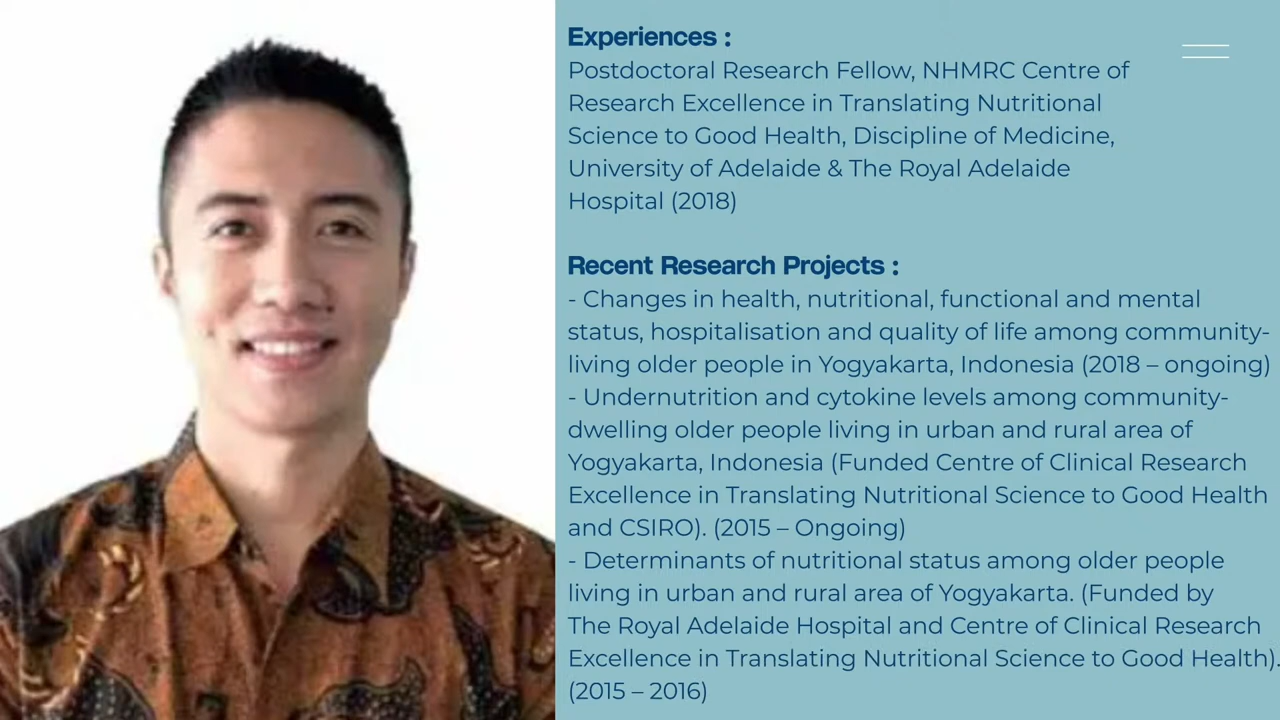 Experiences :
Postdoctoral Research Fellow, NHMRC Centre of
Research Excellence in Translating Nutritional
Science to Good Health, Discipline of Medicine,
University of Adelaide & The Royal Adelaide
Hospital (2018)
Recent Research Projects :
- Changes in health, nutritional, functional and mental
status, hospitalisation and quality of life among community-
living older people in Yogyakarta, Indonesia (2018 – ongoing)
- Undernutrition and cytokine levels among community-
dwelling older people living in urban and rural area of
Yogyakarta, Indonesia (Funded Centre of Clinical Research
Excellence in Translating Nutritional Science to Good Health
and CSIRO). (2015 – Ongoing)
- Determinants of nutritional status among older people
living in urban and rural area of Yogyakarta. (Funded by
The Royal Adelaide Hospital and Centre of Clinical Research
Excellence in Translating Nutritional Science to Good Health).
(2015 – 2016)